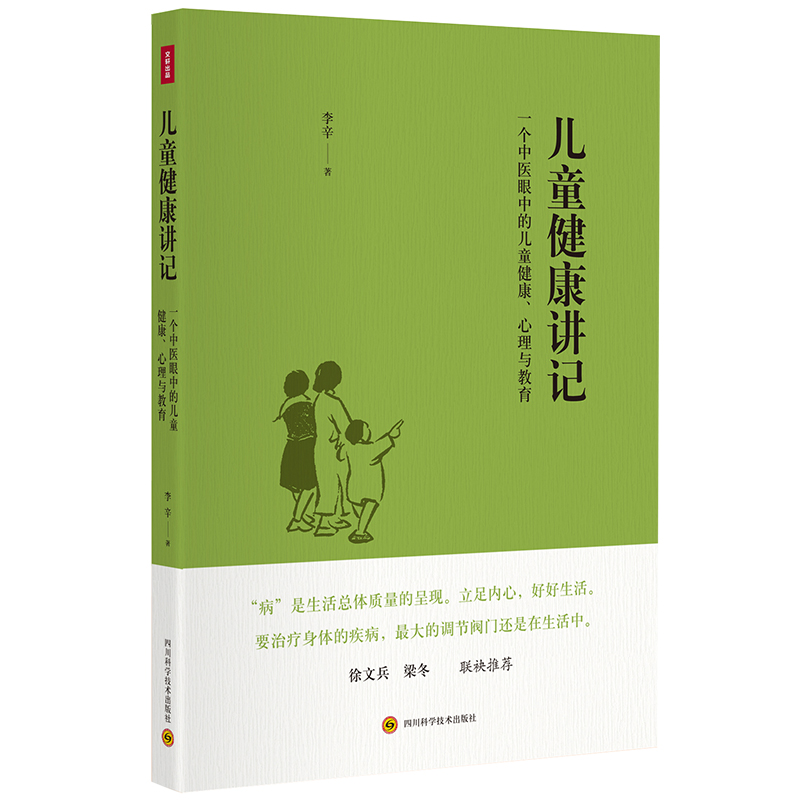 文轩出品
儿童健康讲记
一个中医眼中的儿童
健康、心理与教育
李辛——著
四川科学技术出版社
儿童健康讲记
一个中医眼中的儿童健康、心理与教育
李辛——著
“病”是生活总体质量的呈现。立足内心，好好生活。
要治疗身体的疾病，最大的调节阀门还是在生活中。
徐文兵 梁冬 联袂推荐
四川科学技术出版社